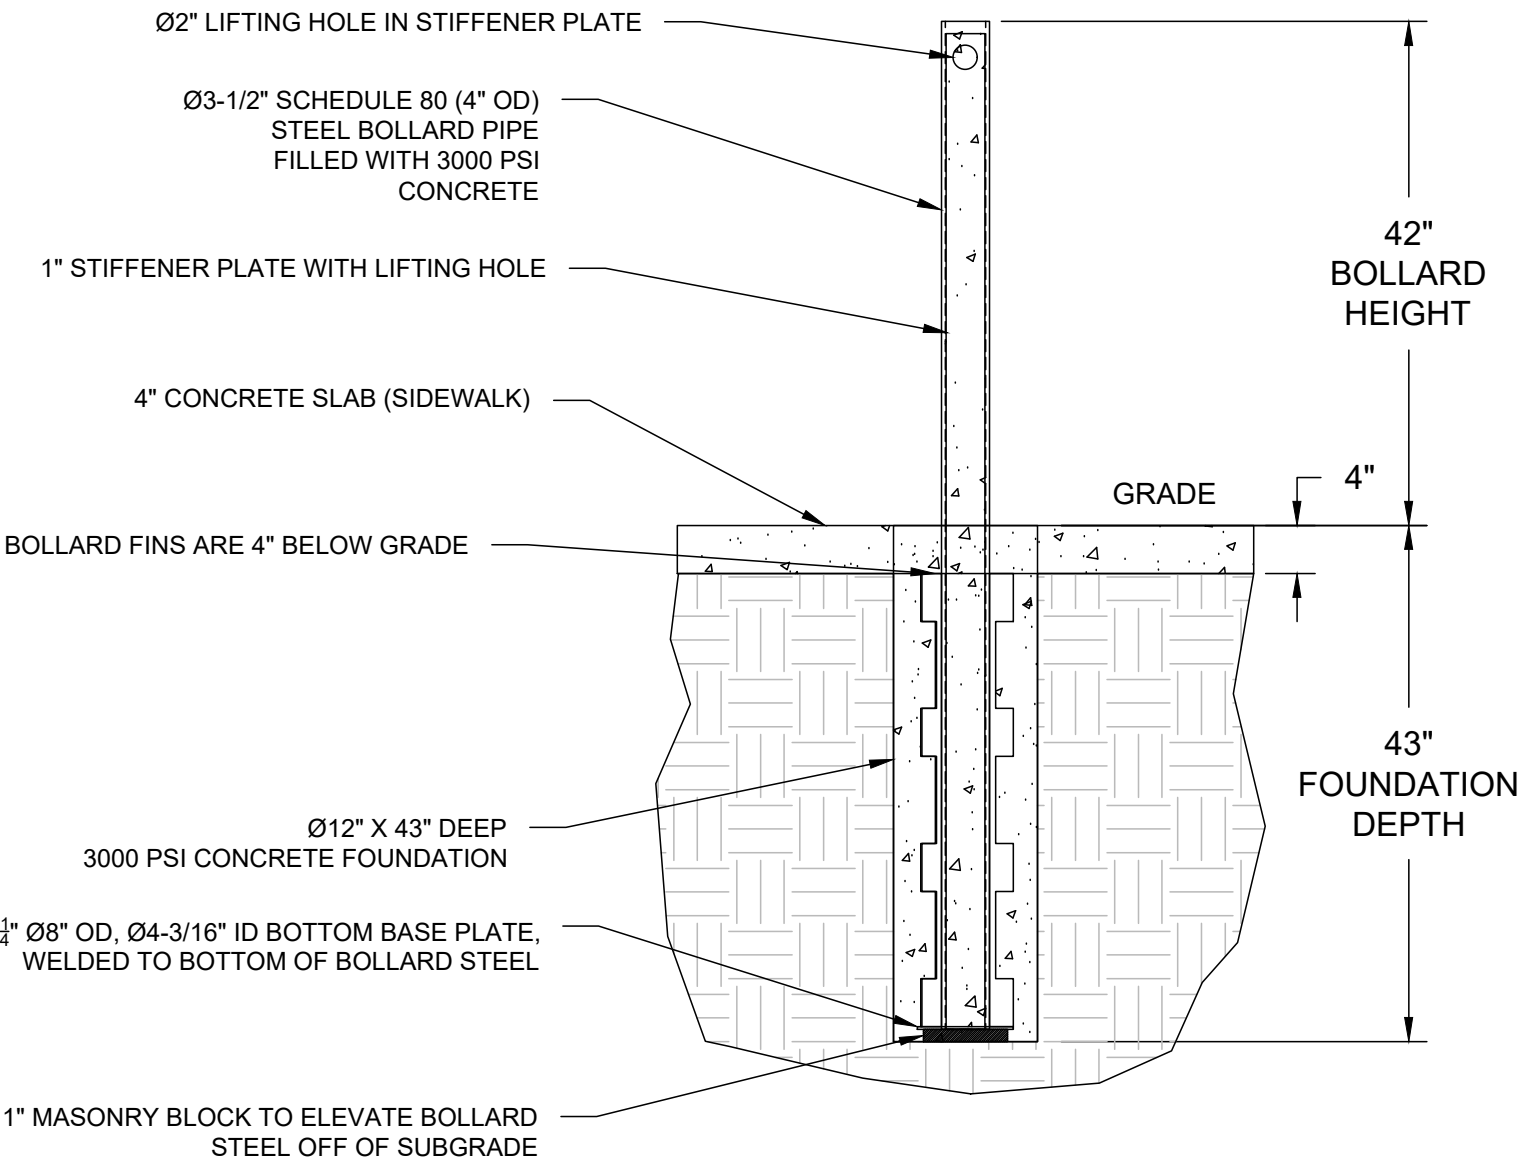 Ø2" LIFTING HOLE IN STIFFENER PLATE
Ø3-1/2" SCHEDULE 80 (4" OD)
STEEL BOLLARD PIPE
FILLED WITH 3000 PSI
CONCRETE
1" STIFFENER PLATE WITH LIFTING HOLE
42"
BOLLARD
HEIGHT
4" CONCRETE SLAB (SIDEWALK)
GRADE
4"
BOLLARD FINS ARE 4" BELOW GRADE
43"
FOUNDATION
DEPTH
Ø12" X 43" DEEP
3000 PSI CONCRETE FOUNDATION
1/4" Ø8" OD, Ø4-3/16" ID BOTTOM BASE PLATE,
WELDED TO BOTTOM OF BOLLARD STEEL
1" MASONRY BLOCK TO ELEVATE BOLLARD
STEEL OFF OF SUBGRADE